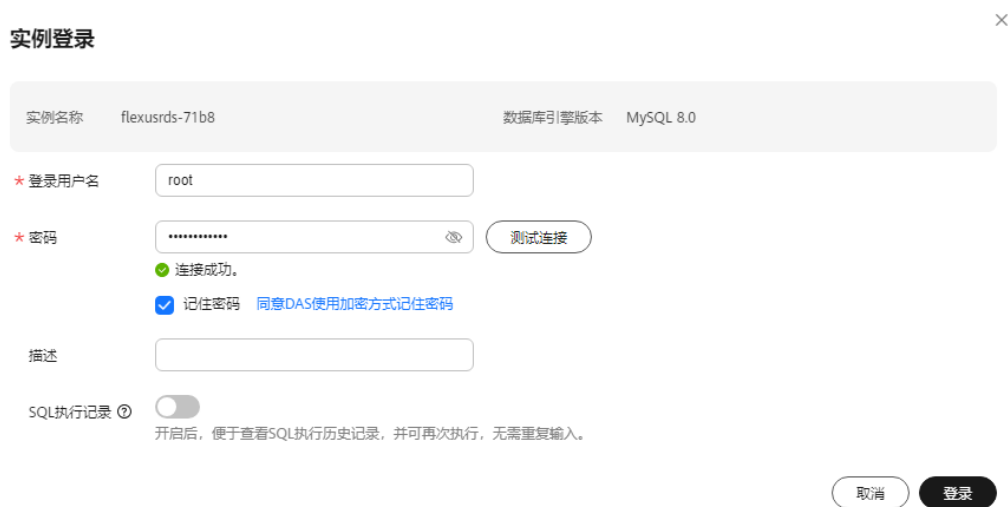 实例登录
实例名称 flexusrds-71b8 数据库引擎版本 MySQL 8.0
* 登录用户名 root
* 密码 •••••••••••• 测试连接
连接成功。
记住密码 同意DAS使用加密方式记住密码
描述
SQL执行记录 ?
开启后，便于查看SQL执行历史记录，并可再次执行，无需重复输入。
取消 登录